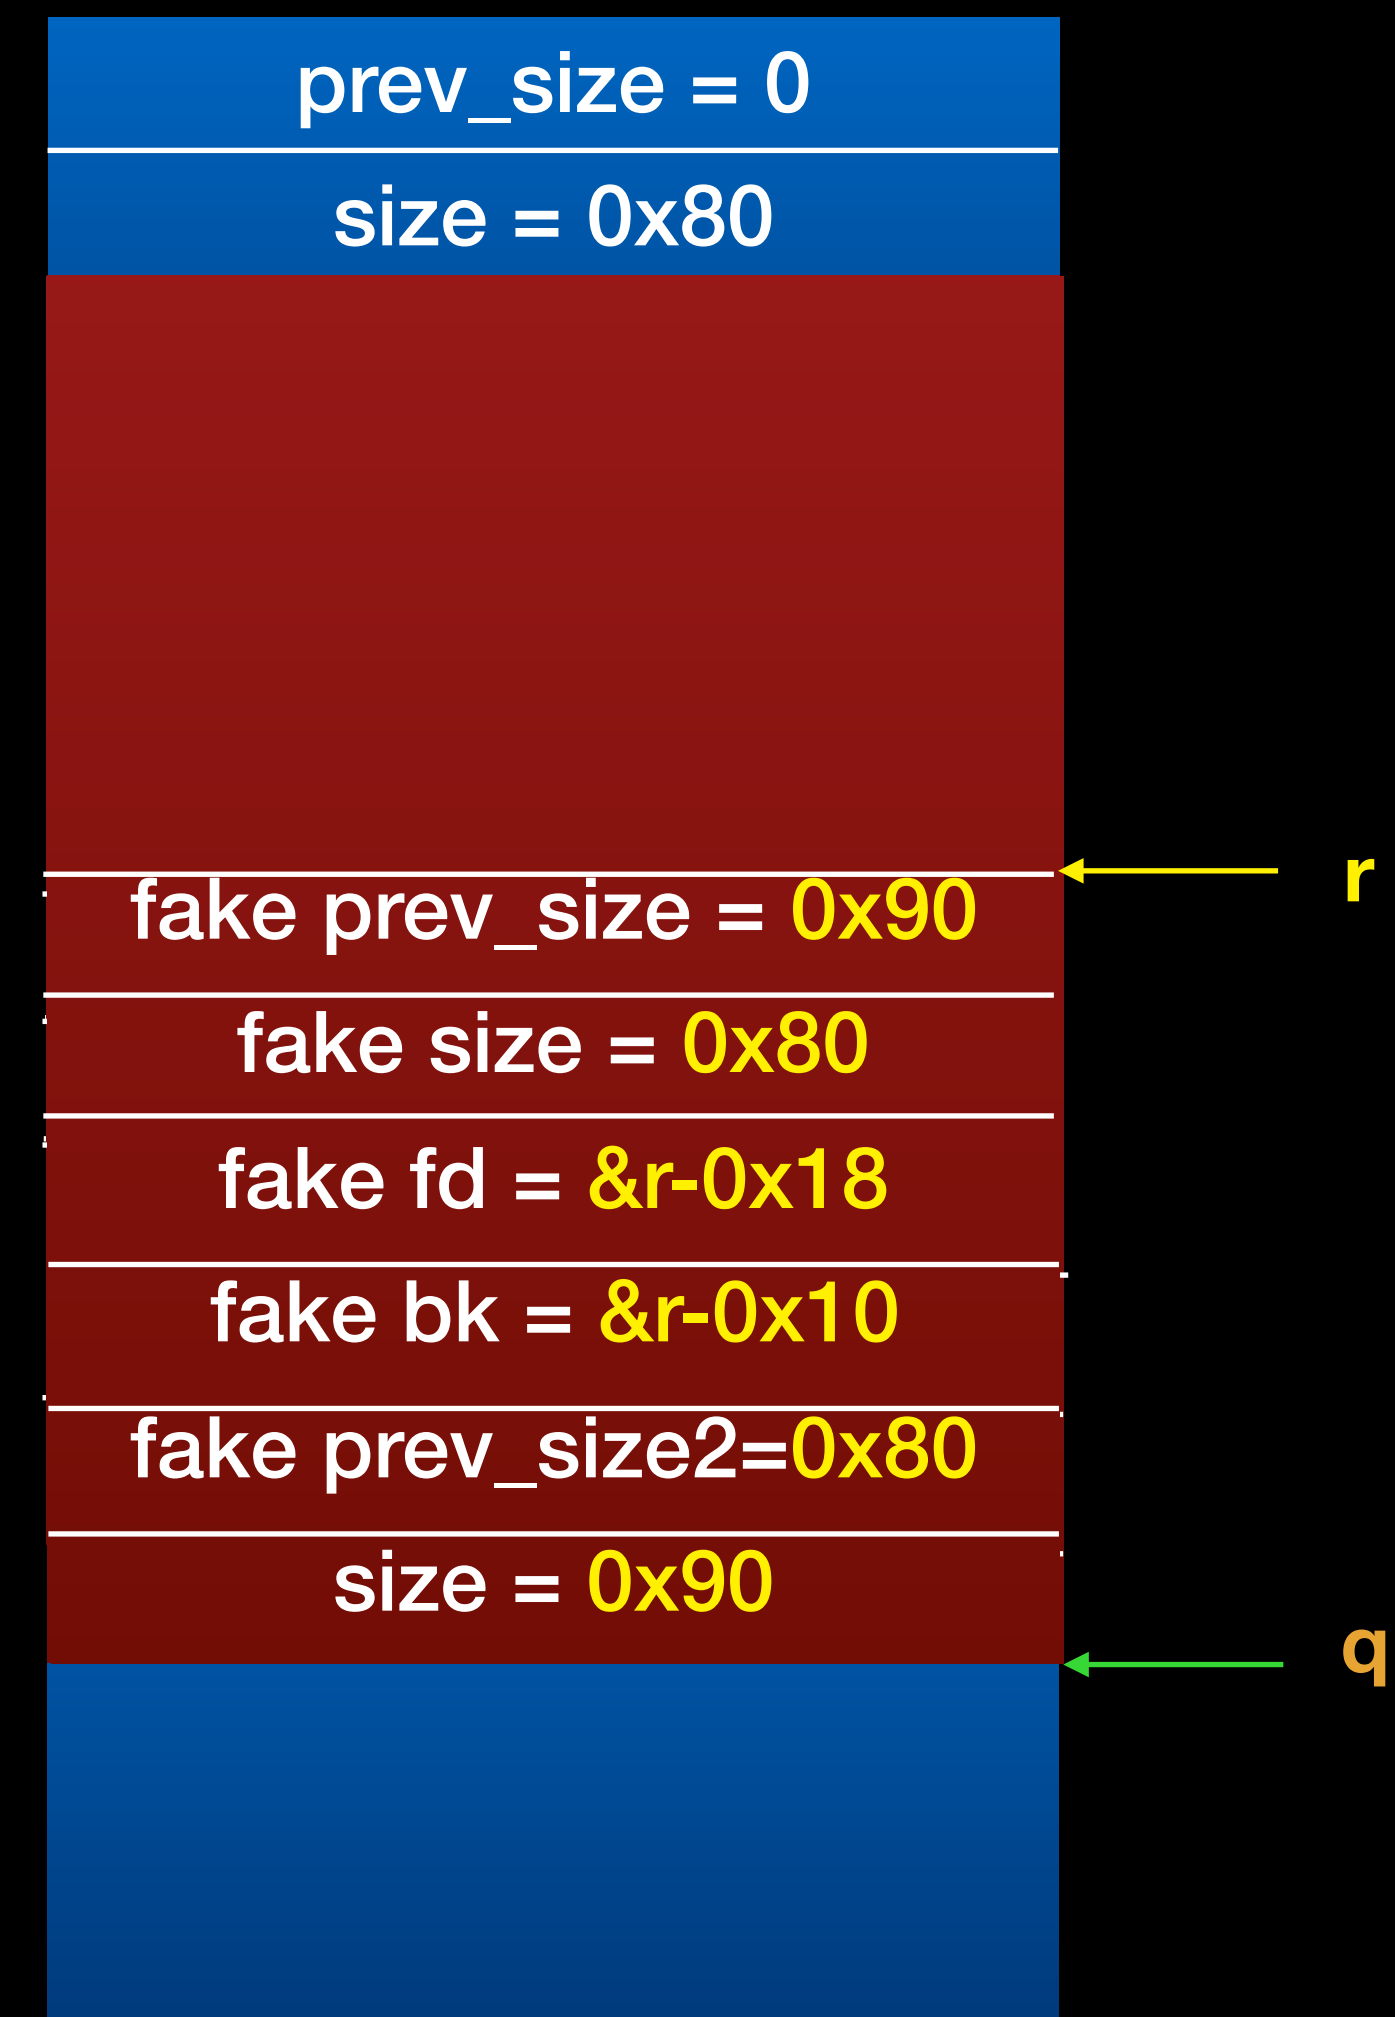 prev_size = 0
size = 0x80
r
fake prev_size = 0x90
fake size = 0x80
fake fd = &r-0x18
fake bk = &r-0x10
fake prev_size2=0x80
size = 0x90
q